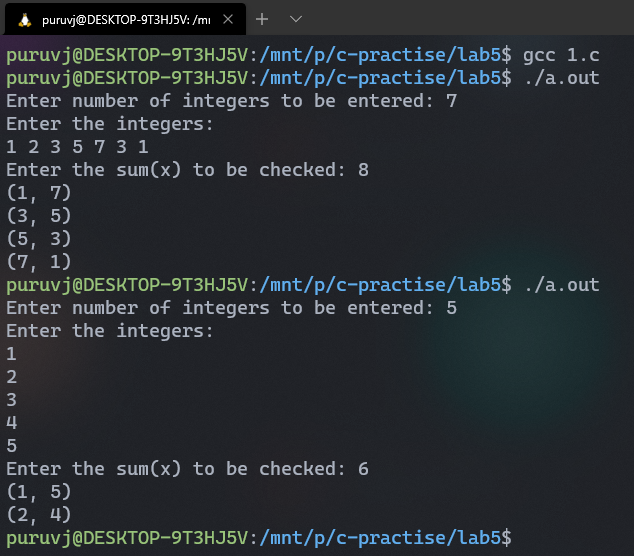 puruvj@DESKTOP-9T3HJ5V: /mi
puruvj@DESKTOP-9T3HJ5V:/mnt/p/c-practise/lab5$ gcc 1.c
puruvj@DESKTOP-9T3HJ5V:/mnt/p/c-practise/lab5$ ./a.out
Enter number of integers to be entered: 7
Enter the integers:
1 2 3 5 7 3 1
Enter the sum(x) to be checked: 8
(1, 7)
(3, 5)
(5, 3)
(7, 1)
puruvj@DESKTOP-9T3HJ5V:/mnt/p/c-practise/lab5$ ./a.out
Enter number of integers to be entered: 5
Enter the integers:
1
2
3
4
5
Enter the sum(x) to be checked: 6
(1, 5)
(2, 4)
puruvj@DESKTOP-9T3HJ5V:/mnt/p/c-practise/lab5$